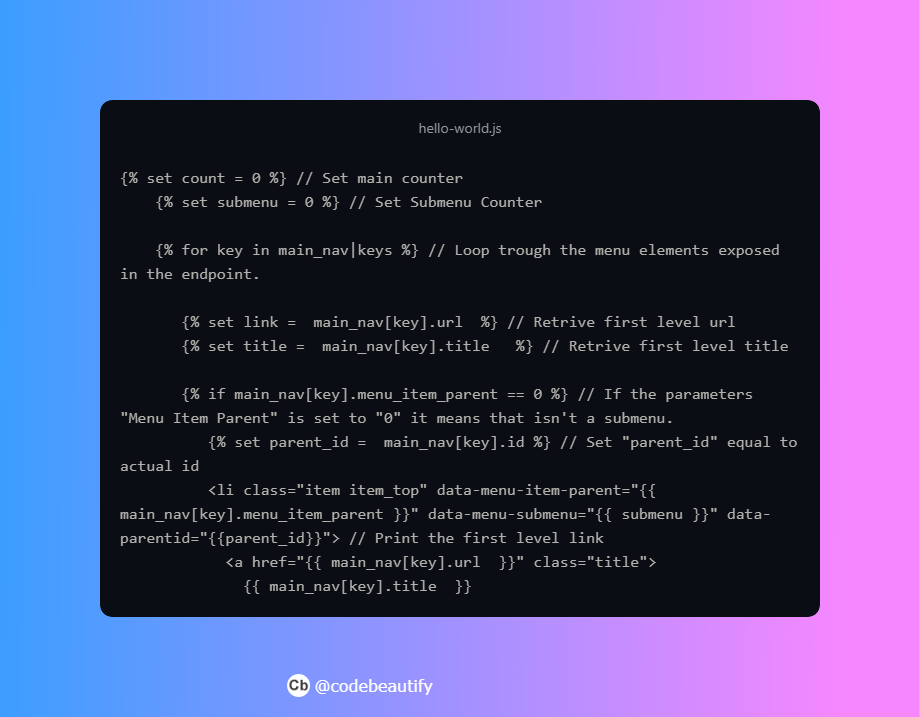 hello-world.js
{% set count = 0 %} // Set main counter
{% set submenu = 0 %} // Set Submenu Counter
{% for key in main_nav|keys %} // Loop trough the menu elements exposed
in the endpoint.
{% set link =  main_nav[key].url  %} // Retrive first level url
{% set title =  main_nav[key].title   %} // Retrive first level title
{% if main_nav[key].menu_item_parent == 0 %} // If the parameters
"Menu Item Parent" is set to "0" it means that isn't a submenu.
{% set parent_id =  main_nav[key].id %} // Set "parent_id" equal to
actual id
<li class="item item_top" data-menu-item-parent="{{
main_nav[key].menu_item_parent }}" data-menu-submenu="{{ submenu }}" data-
parentid="{{parent_id}}"> // Print the first level link
<a href="{{ main_nav[key].url  }}" class="title">
{{ main_nav[key].title  }}
Cb @codebeautify